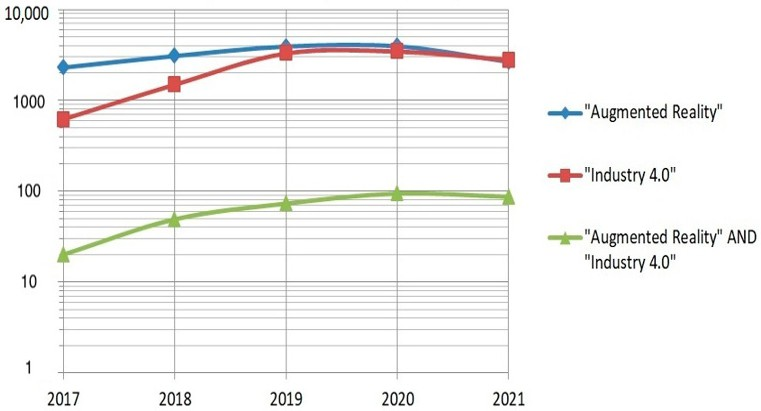 10,000
1000
100
10
1
2017 2018 2019 2020 2021
"Augmented Reality"
"Industry 4.0"
"Augmented Reality" AND
"Industry 4.0"